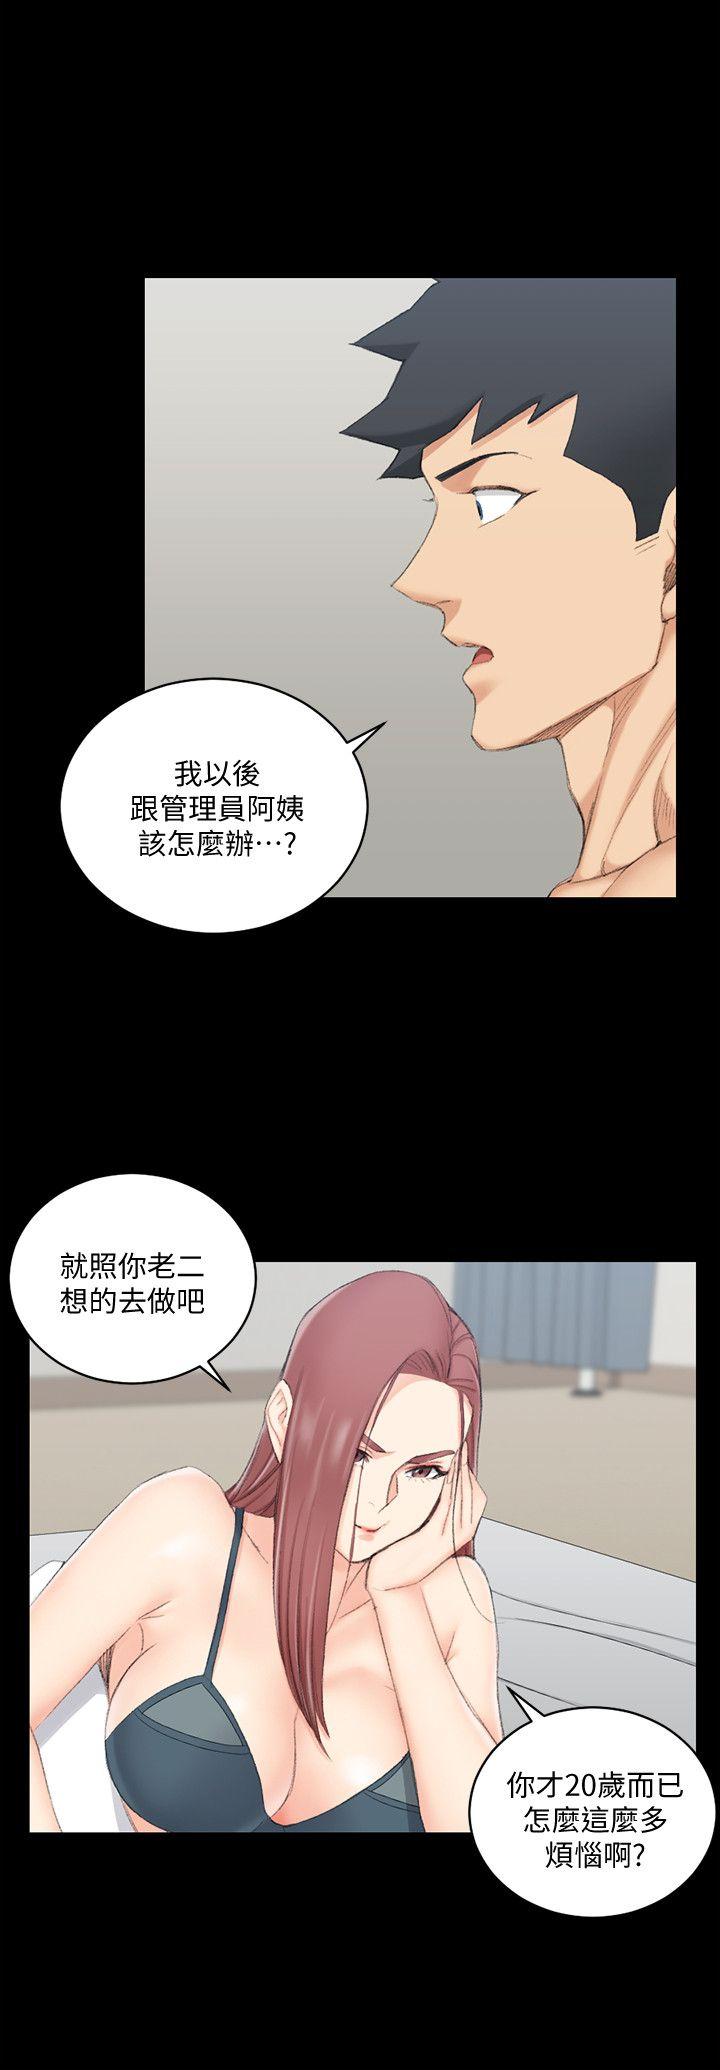 我以後
跟管理員阿姨
該怎麼辦…?
就照你老二
想的去做吧
你才20歲而已
怎麼這麼多
煩惱啊?